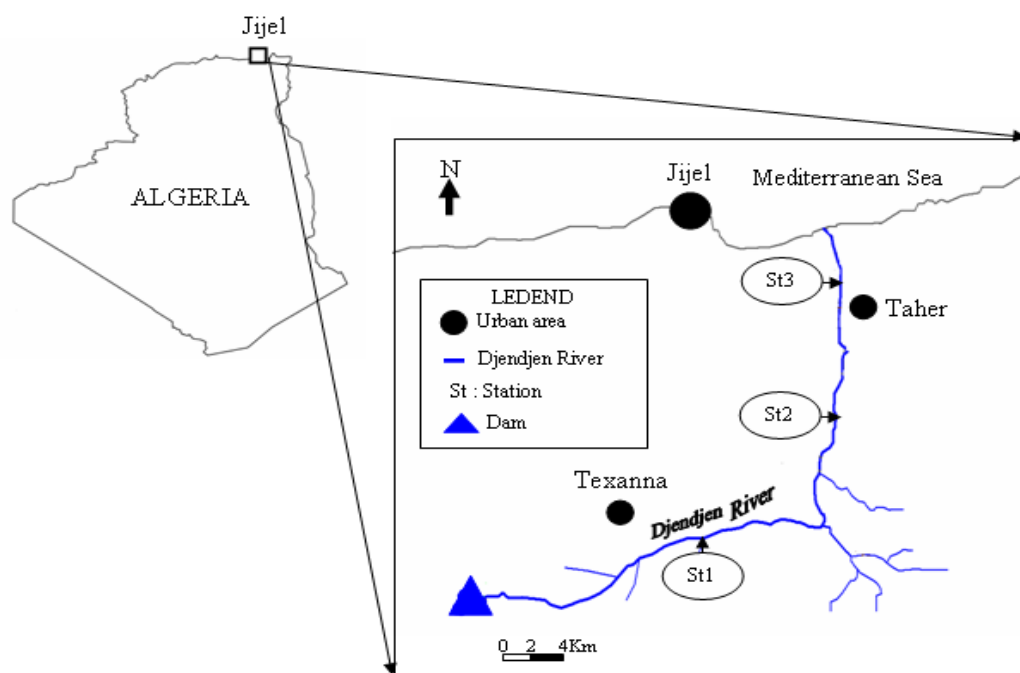 Jijel
ALGERIA
N
Jijel
Mediterranean Sea
St3
Taher
LEDEND
Urban area
Djendjen River
St : Station
Dam
St2
Texanna
Djendjen River
St1
0 2 4Km